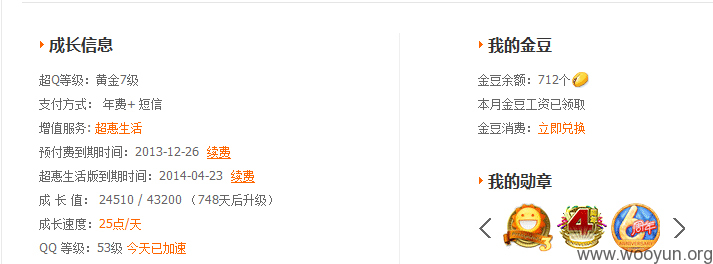 成长信息
超Q等级：黄金7级
支付方式： 年费+ 短信
增值服务: 超惠生活
预付费到期时间：2013-12-26 续费
超惠生活版到期时间：2014-04-23 续费
成 长 值： 24510 / 43200 （748天后升级）
成长速度：25点/天
QQ 等级：53级 今天已加速
我的金豆
金豆余额：712个
本月金豆工资已领取
金豆消费：立即兑换
我的勋章
3
4
6周年
ANNIVERSARY
www.wooyun.org